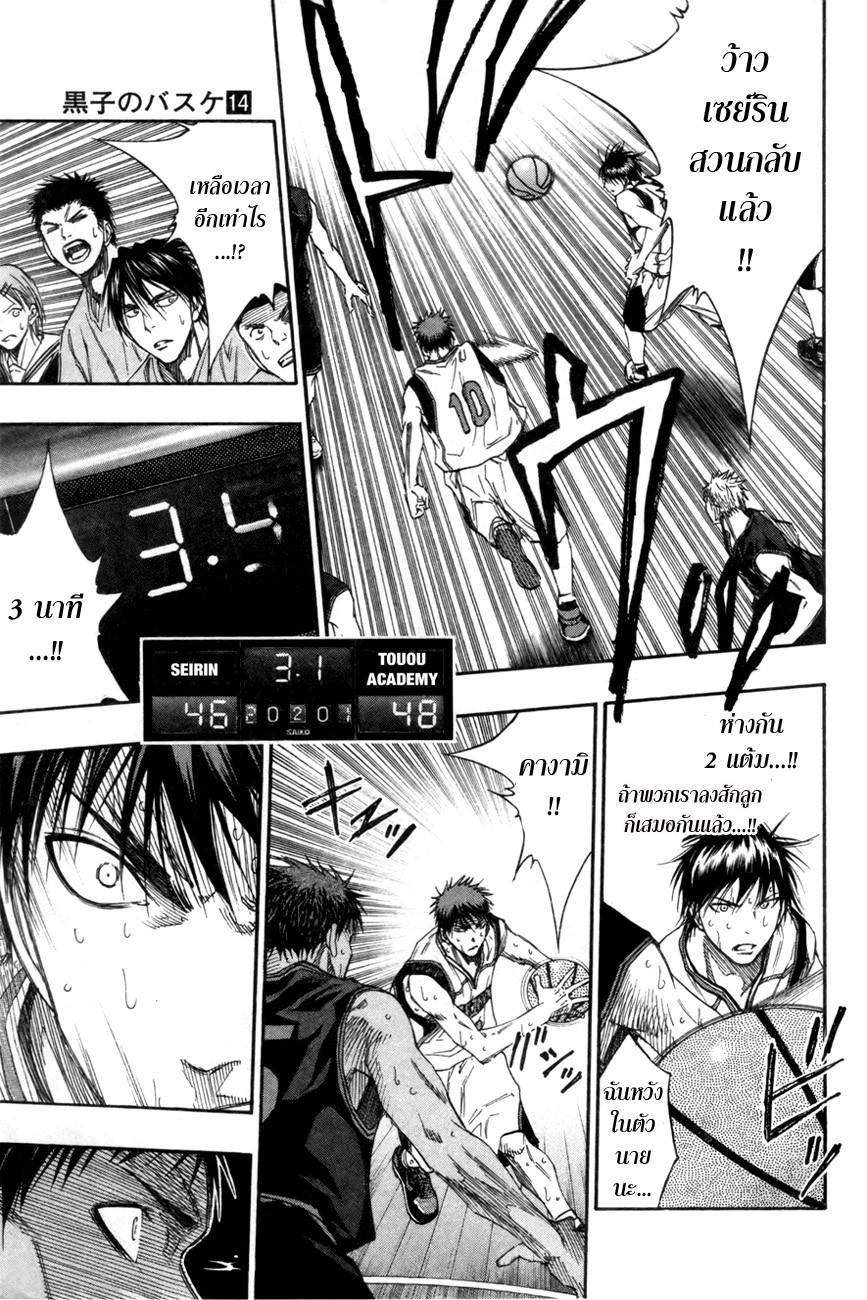 黒子のバスケ14
ว้าว
เซย์ริน
สวนกลับ
แล้ว
!!
เหลือเวลา
อีกเท่าไร
...!?
3.4
3 นาที
...!!
SEIRIN
3.1
TOUOU
ACADEMY
46
20201
48
SAIKO
ห่างกัน
2 แต้ม...!!
ถ้าพวกเราลงสักลูก
ก็เสมอกันแล้ว...!!
ฉันหวัง
ในตัว
นาย
นะ...
คางามิ
!!
10